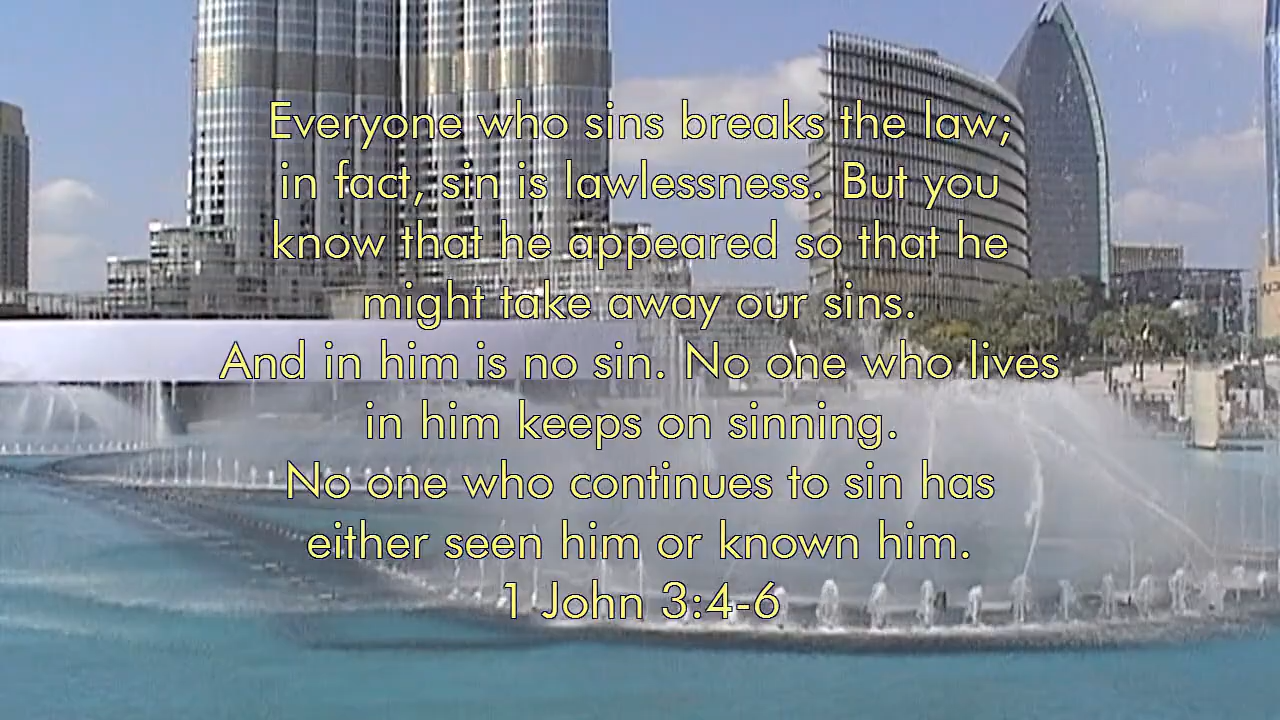 Everyone who sins breaks the law;
in fact, sin is lawlessness. But you
know that he appeared so that he
might take away our sins.
And in him is no sin. No one who lives
in him keeps on sinning.
No one who continues to sin has
either seen him or known him.
1 John 3:4-6